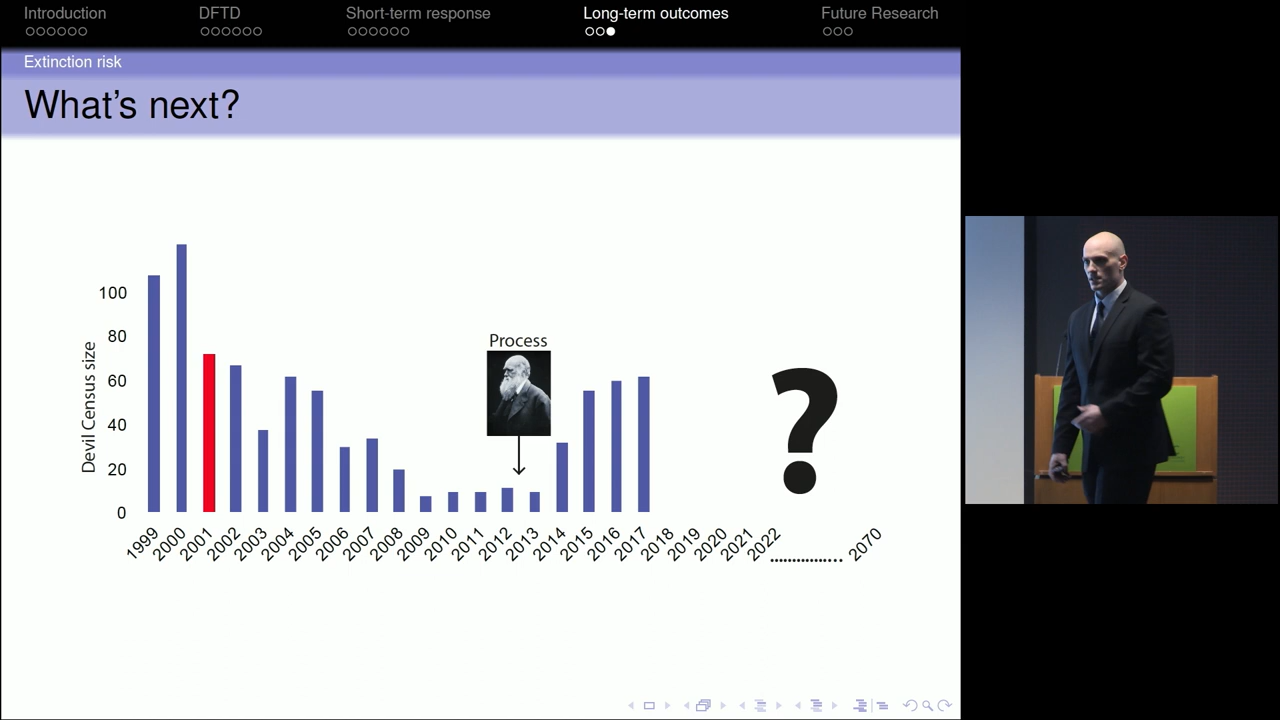 Introduction DFTD Short-term response Long-term outcomes Future Research
Extinction risk
What's next?
Process
Devil Census size
100
80
60
40
20
0
1999 2000 2001 2002 2003 2004 2005 2006 2007 2008 2009 2010 2011 2012 2013 2014 2015 2016 2017 2018 2019 2020 2021 2022 ................ 2070
?